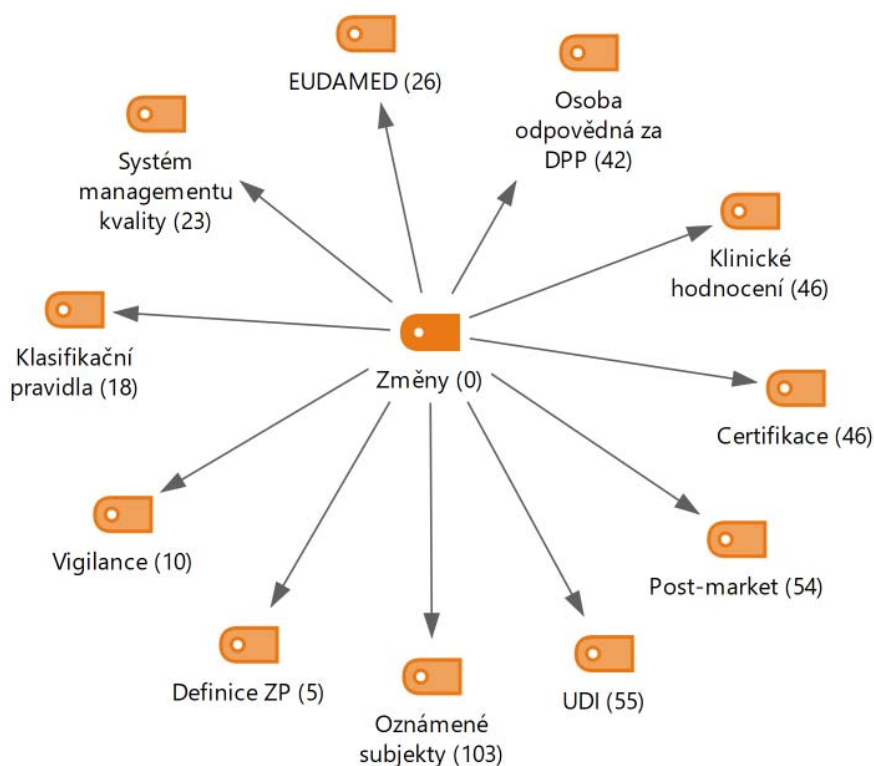 EUDAMED (26)
Osoba
odpovědná za
DPP (42)
Systém
managementu
kvality (23)
Klinické
hodnocení (46)
Klasifikační
pravidla (18)
Změny (0)
Certifikace (46)
Vigilance (10)
Post-market (54)
Definice ZP (5)
UDI (55)
Oznámené
subjekty (103)